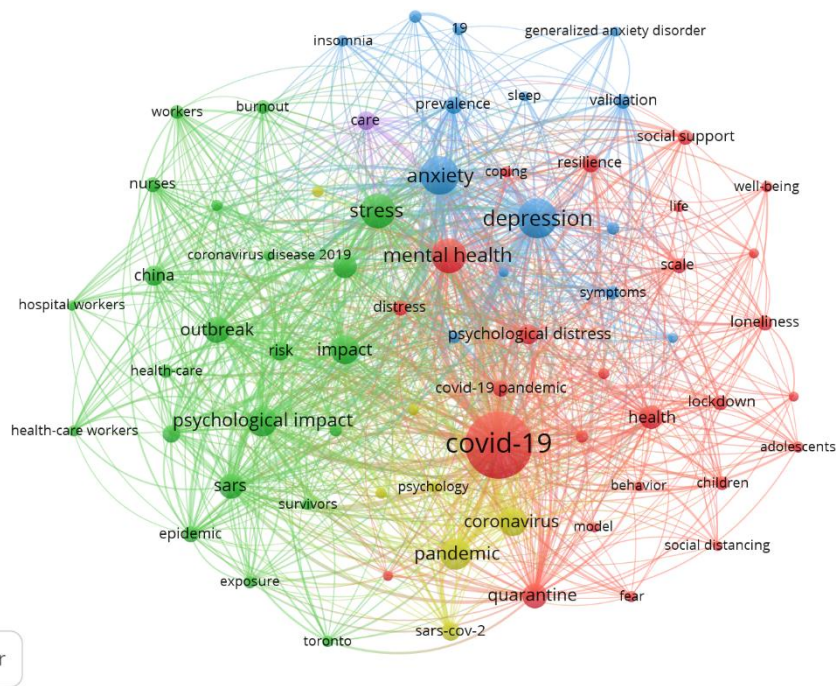 19
generalized anxiety disorder
insomnia
sleep
validation
prevalence
burnout
workers
care
social support
resilience
coping
anxiety
nurses
well-being
life
stress
depression
coronavirus disease 2019
mental health
scale
china
symptoms
hospital workers
distress
loneliness
outbreak
psychological distress
risk
impact
health-care
covid-19 pandemic
lockdown
health
psychological impact
health-care workers
covid-19
adolescents
sars
psychology
behavior
children
survivors
coronavirus
model
epidemic
social distancing
pandemic
exposure
quarantine
fear
sars-cov-2
toronto
r